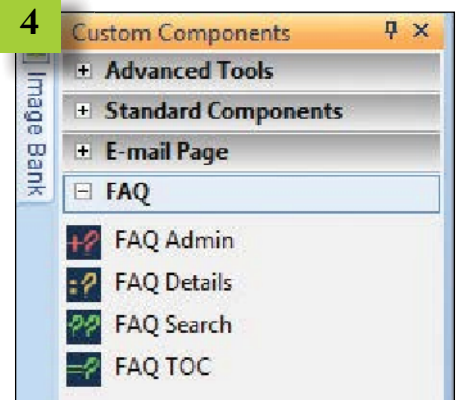 4
Custom Components
Image Bank
Advanced Tools
Standard Components
E-mail Page
FAQ
+? FAQ Admin
:? FAQ Details
?? FAQ Search
=? FAQ TOC